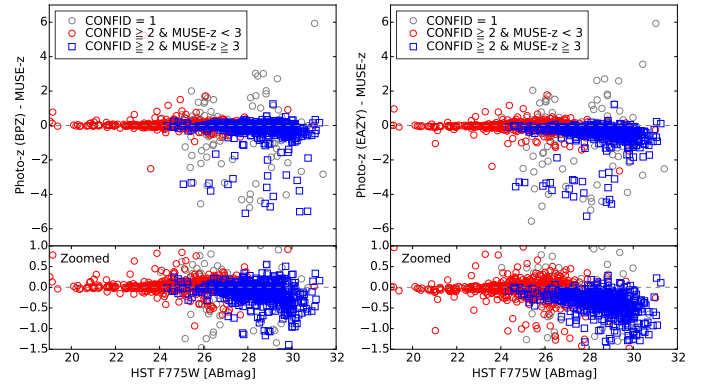 CONFID = 1
CONFID ≧ 2 & MUSE-z < 3
CONFID ≧ 2 & MUSE-z ≧ 3
Photo-z (BPZ) - MUSE-z
6
4
2
0
−2
−4
−6
Zoomed
1.0
0.5
0.0
−0.5
−1.0
−1.5
20 22 24 26 28 30 32
HST F775W [ABmag]
CONFID = 1
CONFID ≧ 2 & MUSE-z < 3
CONFID ≧ 2 & MUSE-z ≧ 3
Photo-z (EAZY) - MUSE-z
6
4
2
0
−2
−4
−6
Zoomed
1.0
0.5
0.0
−0.5
−1.0
−1.5
20 22 24 26 28 30 32
HST F775W [ABmag]